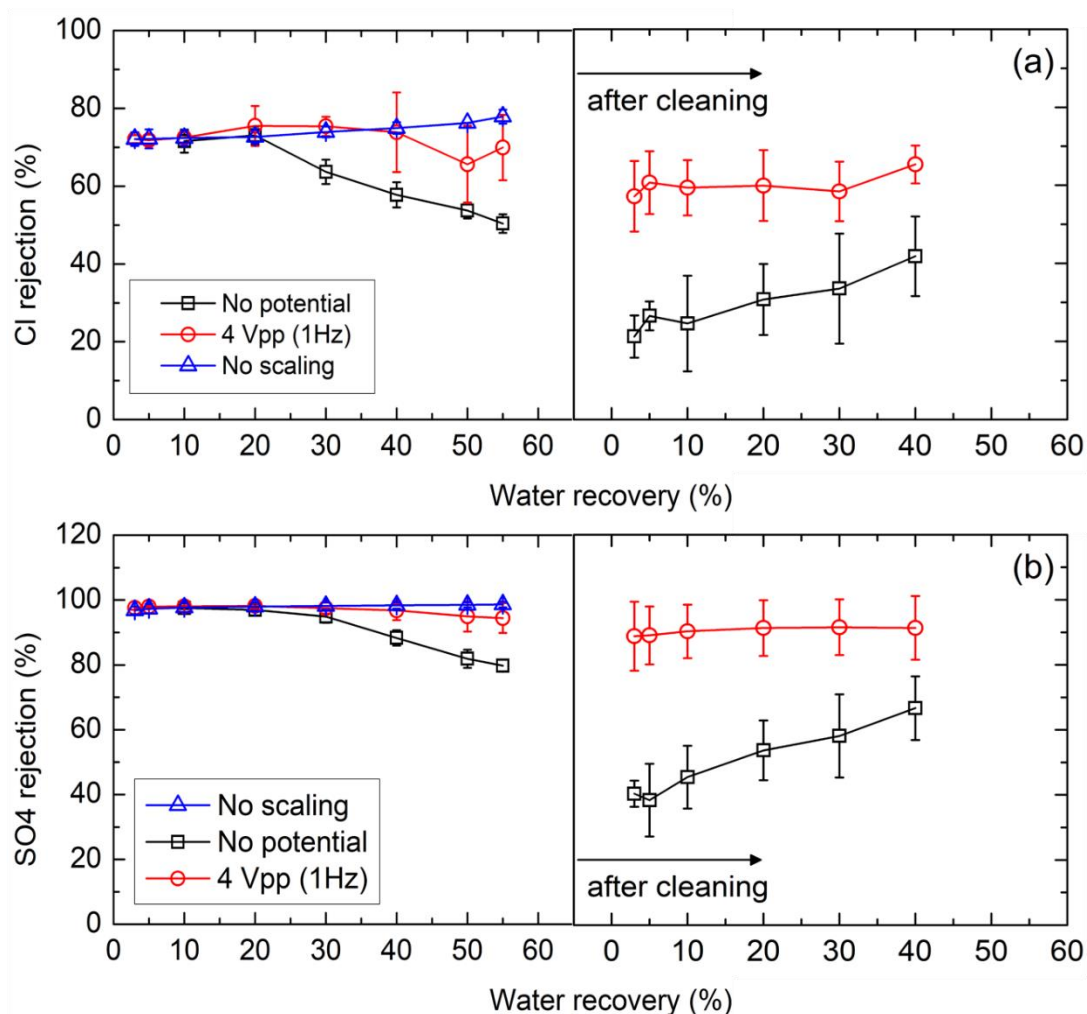 100
80
60
40
20
0
Cl rejection (%)
No potential
4 Vpp (1Hz)
No scaling
0 10 20 30 40 50 60
(a)
after cleaning
0 10 20 30 40 50 60
Water recovery (%)
120
100
80
60
40
20
0
SO4 rejection (%)
No scaling
No potential
4 Vpp (1Hz)
0 10 20 30 40 50 60
(b)
after cleaning
0 10 20 30 40 50 60
Water recovery (%)